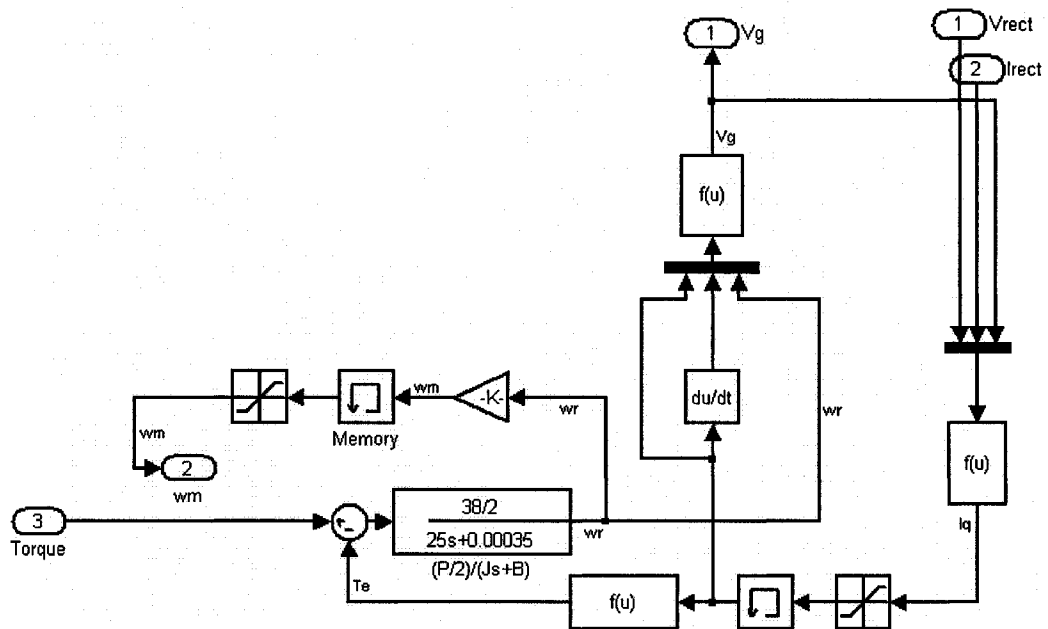 1
Vg
1
Vrect
2
Irect
Vg
f(u)
du/dt
wr
f(u)
Iq
wm
2
wm
Memory
wm
-K-
wr
3
Torque
38/2
25s+0.00035
(P/2)/(Js+B)
wr
Te
f(u)